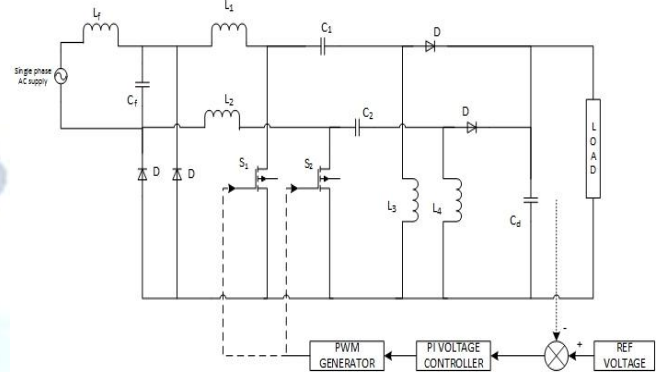 L1
Lf
C1
D
Single phase
AC supply
Cf
L2
C2
D
LOAD
D
D
S1
S2
L3
L4
Cd
-
+
PWM
GENERATOR
PI VOLTAGE
CONTROLLER
REF
VOLTAGE